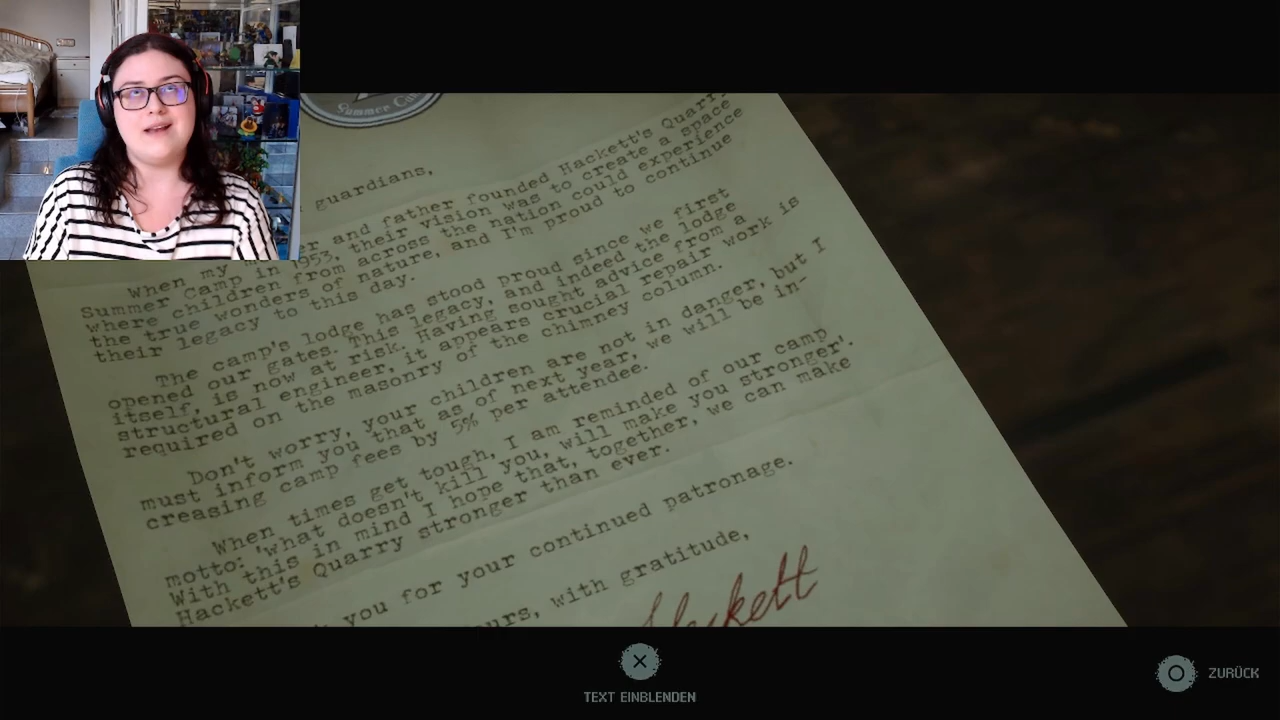 Summer Ca
guardians,
When my
er and father founded Hackett's Quarry
Summer Camp in 1953, their vision was to create a space
where children from across the nation could experience
the true wonders of nature, and I'm proud to continue
their legacy to this day.
The camp's lodge has stood proud since we first
opened our gates. This legacy, and indeed the lodge
itself, is now at risk. Having sought advice from a
structural engineer, it appears crucial repair work is
required on the masonry of the chimney column.
Don't worry, your children are not in danger, but I
must inform you that as of next year, we will be in-
creasing camp fees by 5% per attendee.
When times get tough, I am reminded of our camp
motto: 'what doesn't kill you, will make you stronger'.
With this in mind I hope that, together, we can make
Hackett's Quarry stronger than ever.
you for your continued patronage.
urs, with gratitude,
Hackett
TEXT EINBLENDEN
ZURÜCK